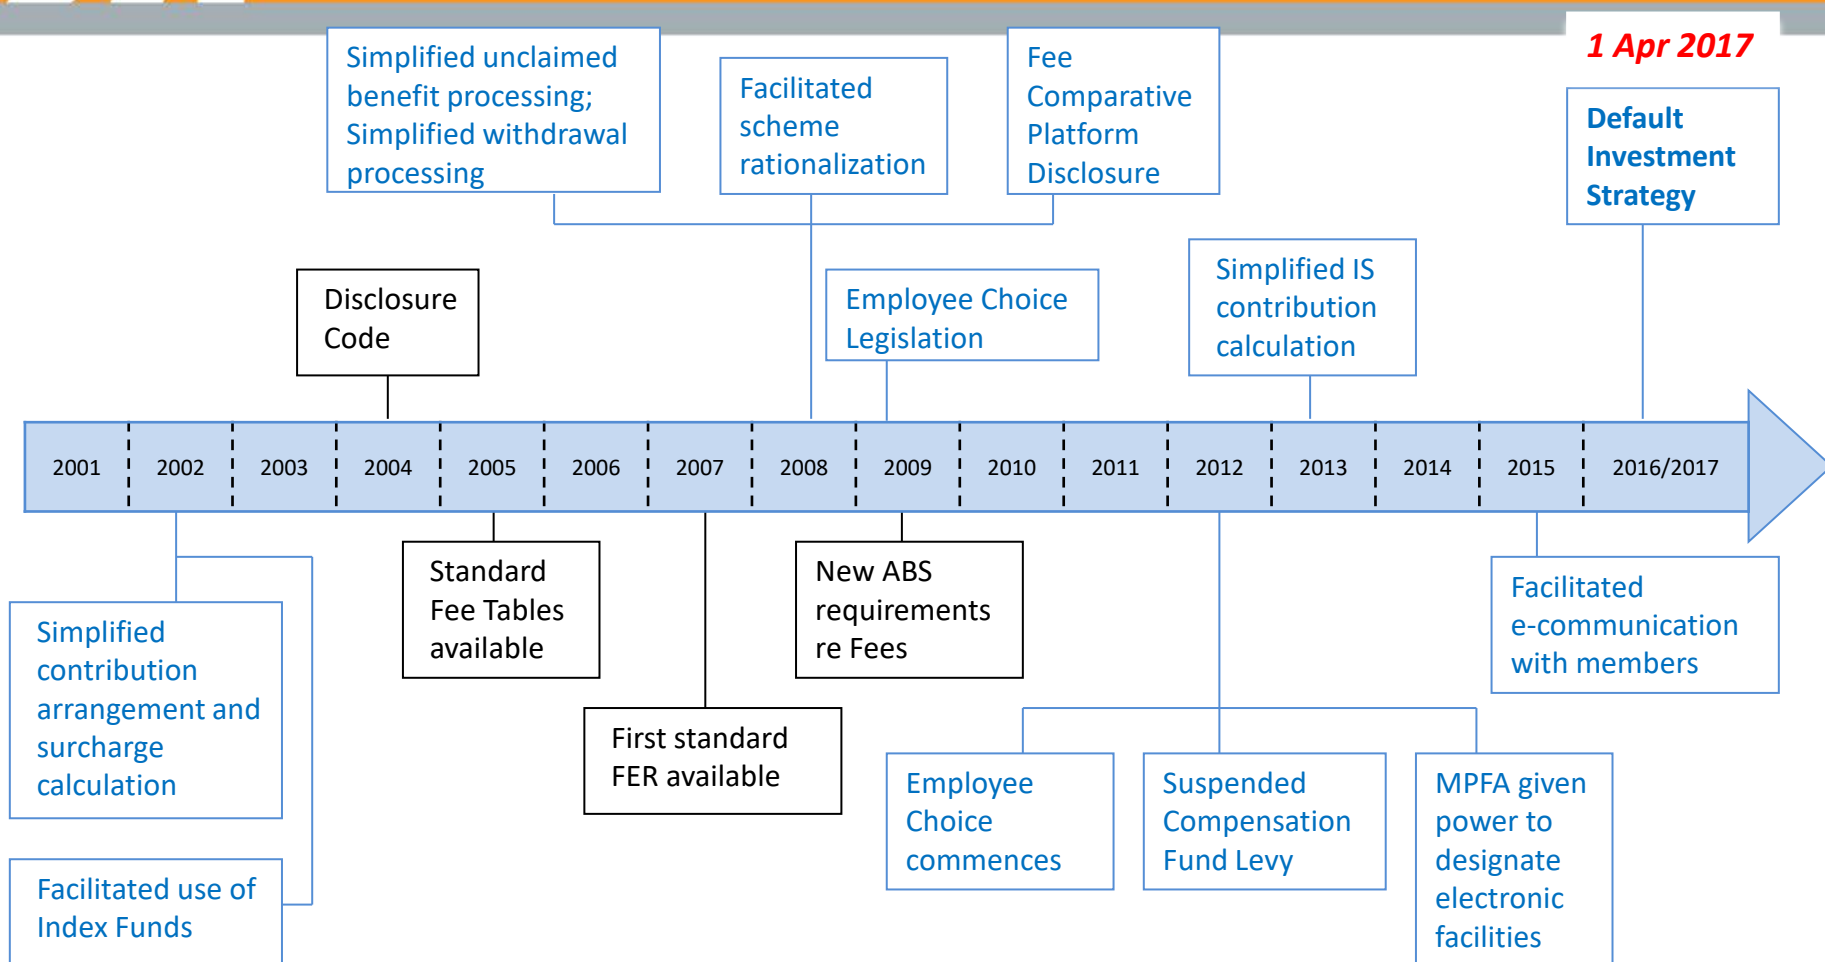 1 Apr 2017
Simplified unclaimed
benefit processing;
Simplified withdrawal
processing
Facilitated
scheme
rationalization
Fee
Comparative
Platform
Disclosure
Default
Investment
Strategy
Disclosure
Code
Employee Choice
Legislation
Simplified IS
contribution
calculation
2001 2002 2003 2004 2005 2006 2007 2008 2009 2010 2011 2012 2013 2014 2015 2016/2017
Simplified
contribution
arrangement and
surcharge
calculation
Standard
Fee Tables
available
New ABS
requirements
re Fees
Facilitated
e-communication
with members
First standard
FER available
Employee
Choice
commences
Suspended
Compensation
Fund Levy
MPFA given
power to
designate
electronic
facilities
Facilitated use of
Index Funds